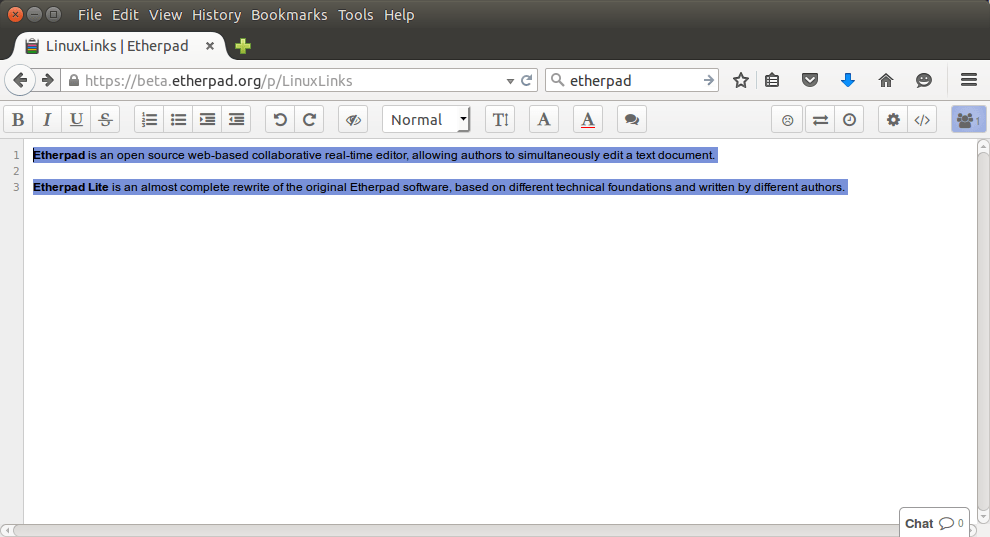 File Edit View History Bookmarks Tools Help
LinuxLinks | Etherpad
https://beta.etherpad.org/p/LinuxLinks
etherpad
B I U S
Normal
T A A
1
1 Etherpad is an open source web-based collaborative real-time editor, allowing authors to simultaneously edit a text document.
2
3 Etherpad Lite is an almost complete rewrite of the original Etherpad software, based on different technical foundations and written by different authors.
Chat 0